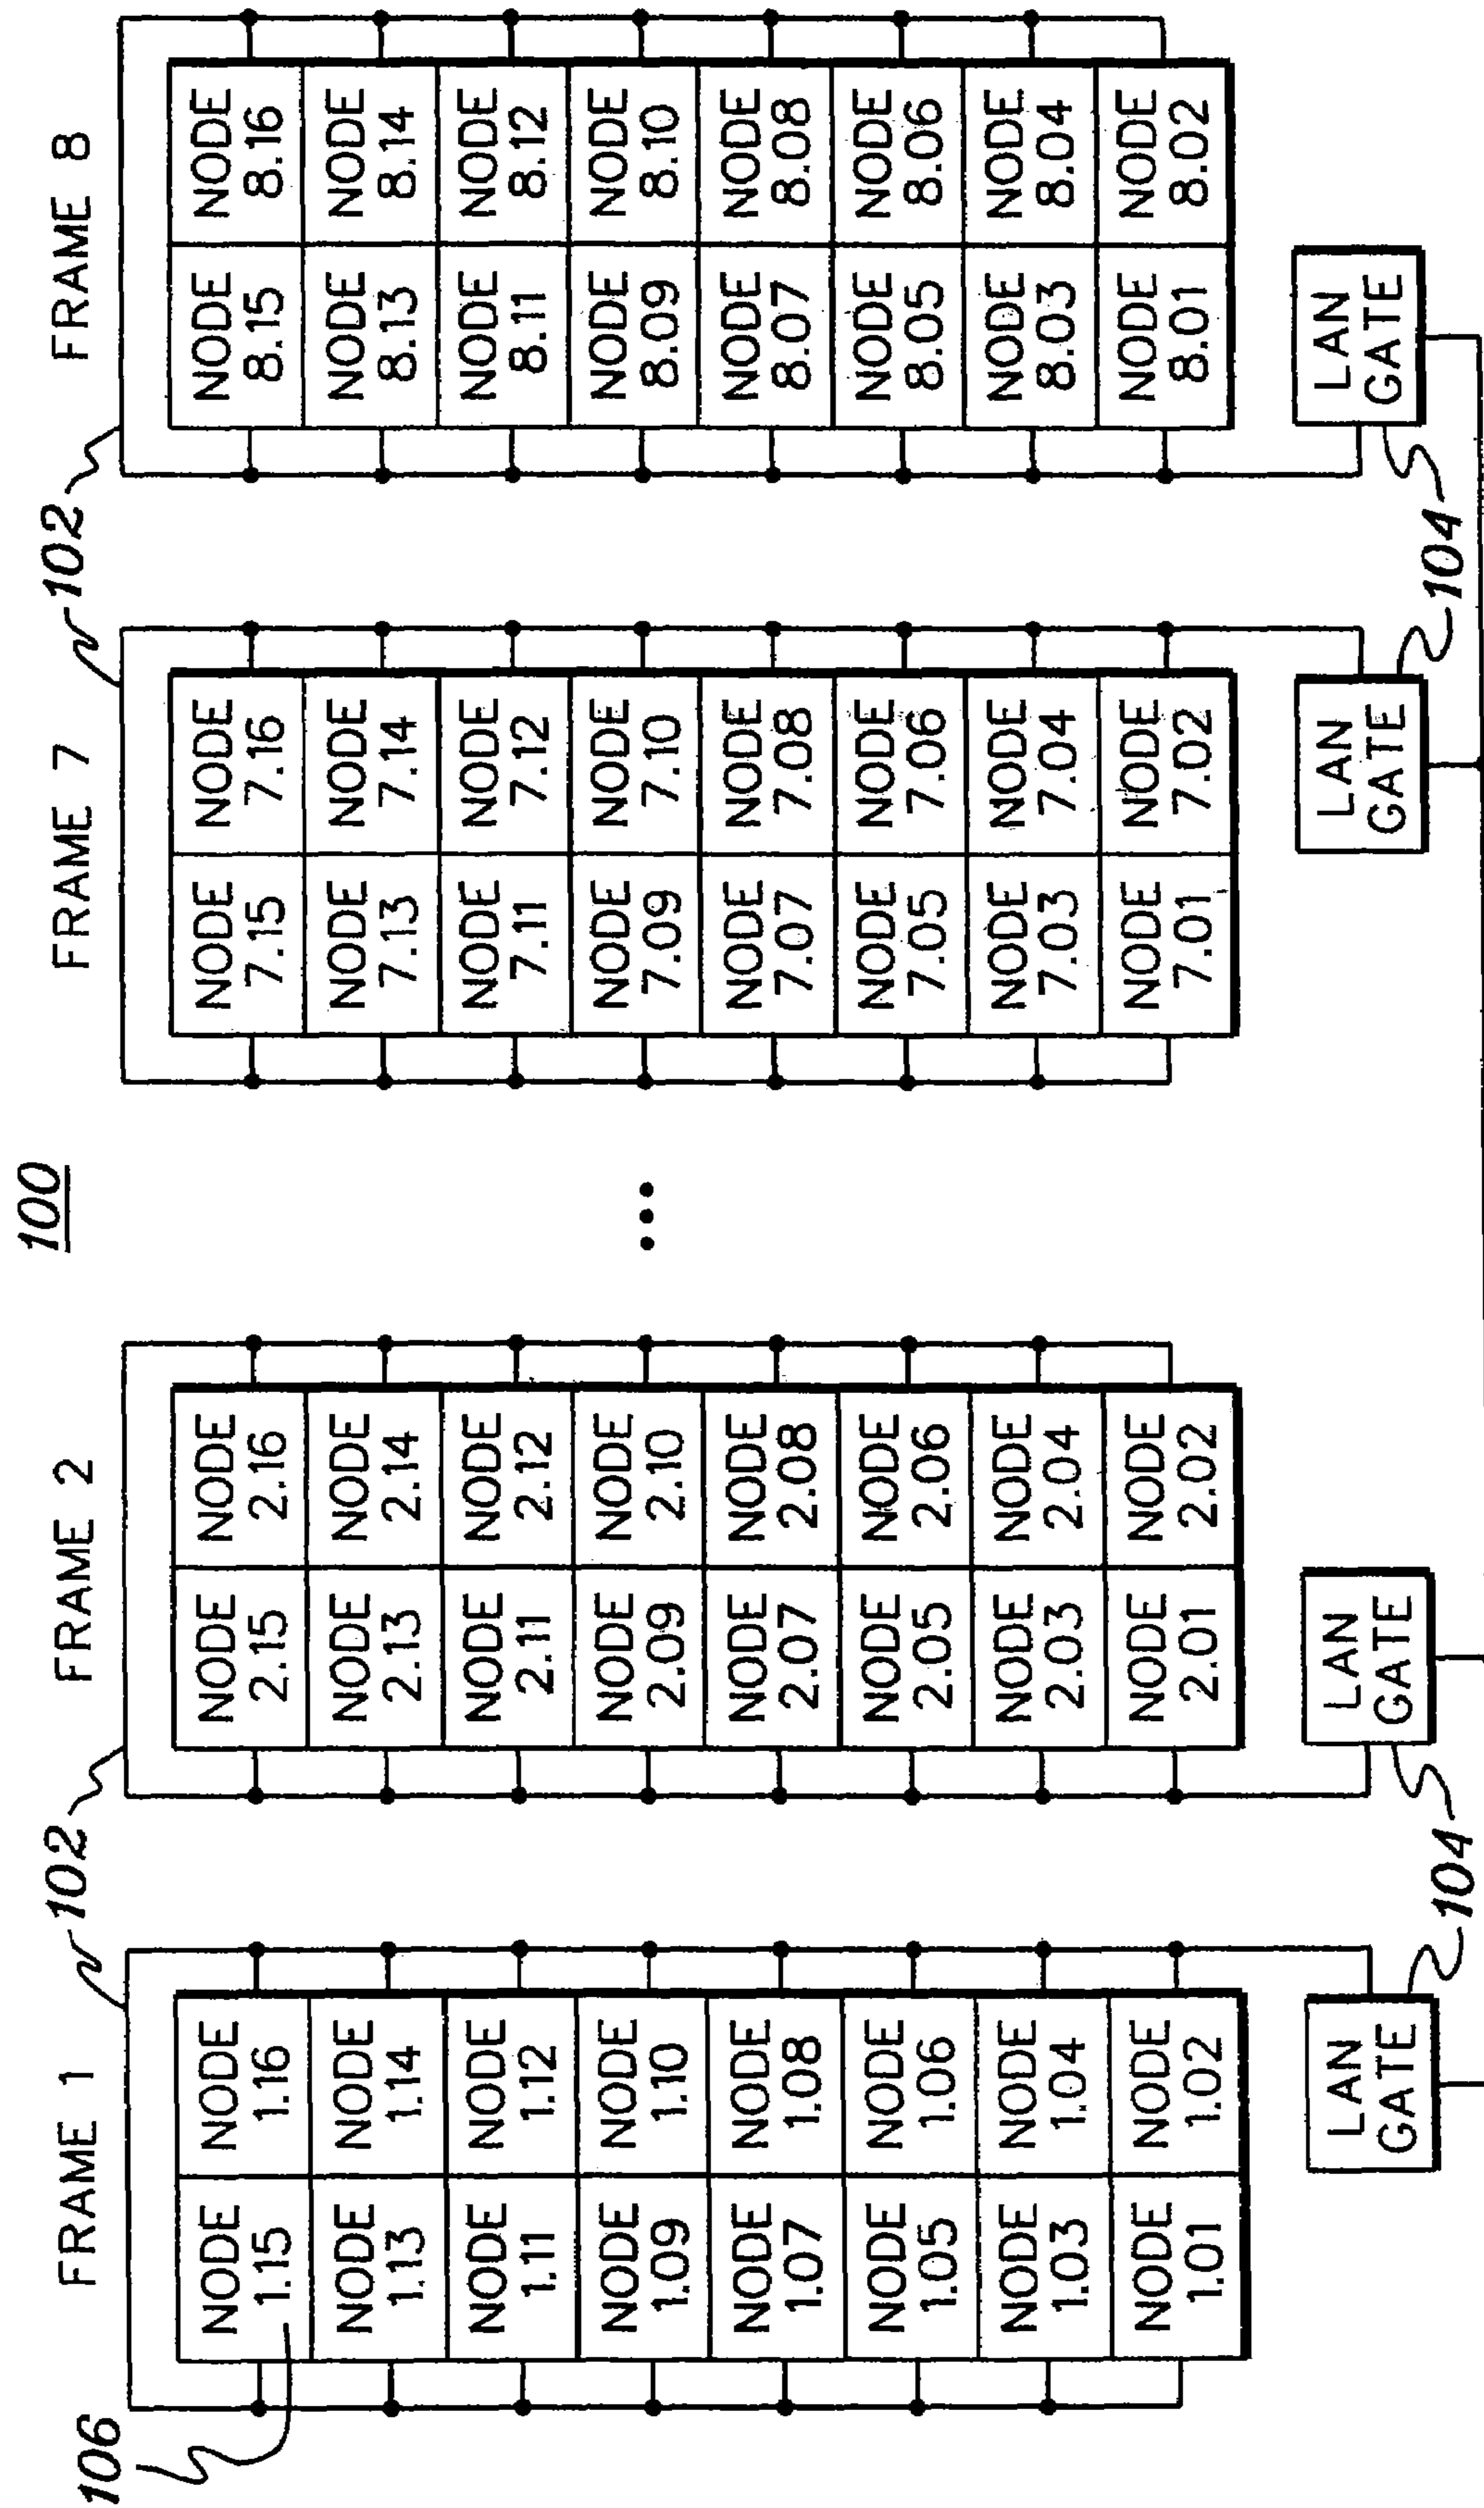 100
FRAME 1
FRAME 2
FRAME 7
FRAME 8
106
102
102
NODE 1.15
NODE 1.16
NODE 1.13
NODE 1.14
NODE 1.11
NODE 1.12
NODE 1.09
NODE 1.10
NODE 1.07
NODE 1.08
NODE 1.05
NODE 1.06
NODE 1.03
NODE 1.04
NODE 1.01
NODE 1.02
NODE 2.15
NODE 2.16
NODE 2.13
NODE 2.14
NODE 2.11
NODE 2.12
NODE 2.09
NODE 2.10
NODE 2.07
NODE 2.08
NODE 2.05
NODE 2.06
NODE 2.03
NODE 2.04
NODE 2.01
NODE 2.02
...
NODE 7.15
NODE 7.16
NODE 7.13
NODE 7.14
NODE 7.11
NODE 7.12
NODE 7.09
NODE 7.10
NODE 7.07
NODE 7.08
NODE 7.05
NODE 7.06
NODE 7.03
NODE 7.04
NODE 7.01
NODE 7.02
NODE 8.15
NODE 8.16
NODE 8.13
NODE 8.14
NODE 8.11
NODE 8.12
NODE 8.09
NODE 8.10
NODE 8.07
NODE 8.08
NODE 8.05
NODE 8.06
NODE 8.03
NODE 8.04
NODE 8.01
NODE 8.02
LAN GATE
104
LAN GATE
LAN GATE
104
LAN GATE